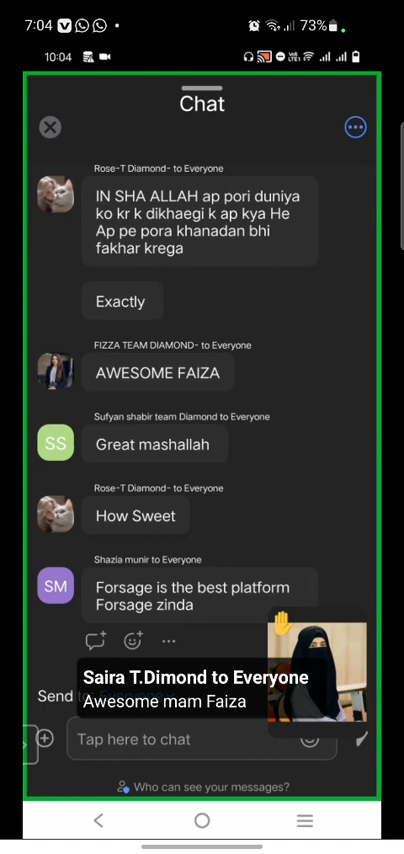 7:04
73%
10:04
Chat
Rose-T Diamond- to Everyone
IN SHA ALLAH ap pori duniya
ko kr k dikhaegi k ap kya He
Ap pe pora khanadan bhi
fakhar krega
Exactly
FIZZA TEAM DIAMOND- to Everyone
AWESOME FAIZA
Sufyan shabir team Diamond to Everyone
SS
Great mashallah
Rose-T Diamond- to Everyone
How Sweet
Shazia munir to Everyone
SM
Forsage is the best platform
Forsage zinda
Saira T.Dimond to Everyone
Send to: Everyone
Awesome mam Faiza
Tap here to chat
Who can see your messages?